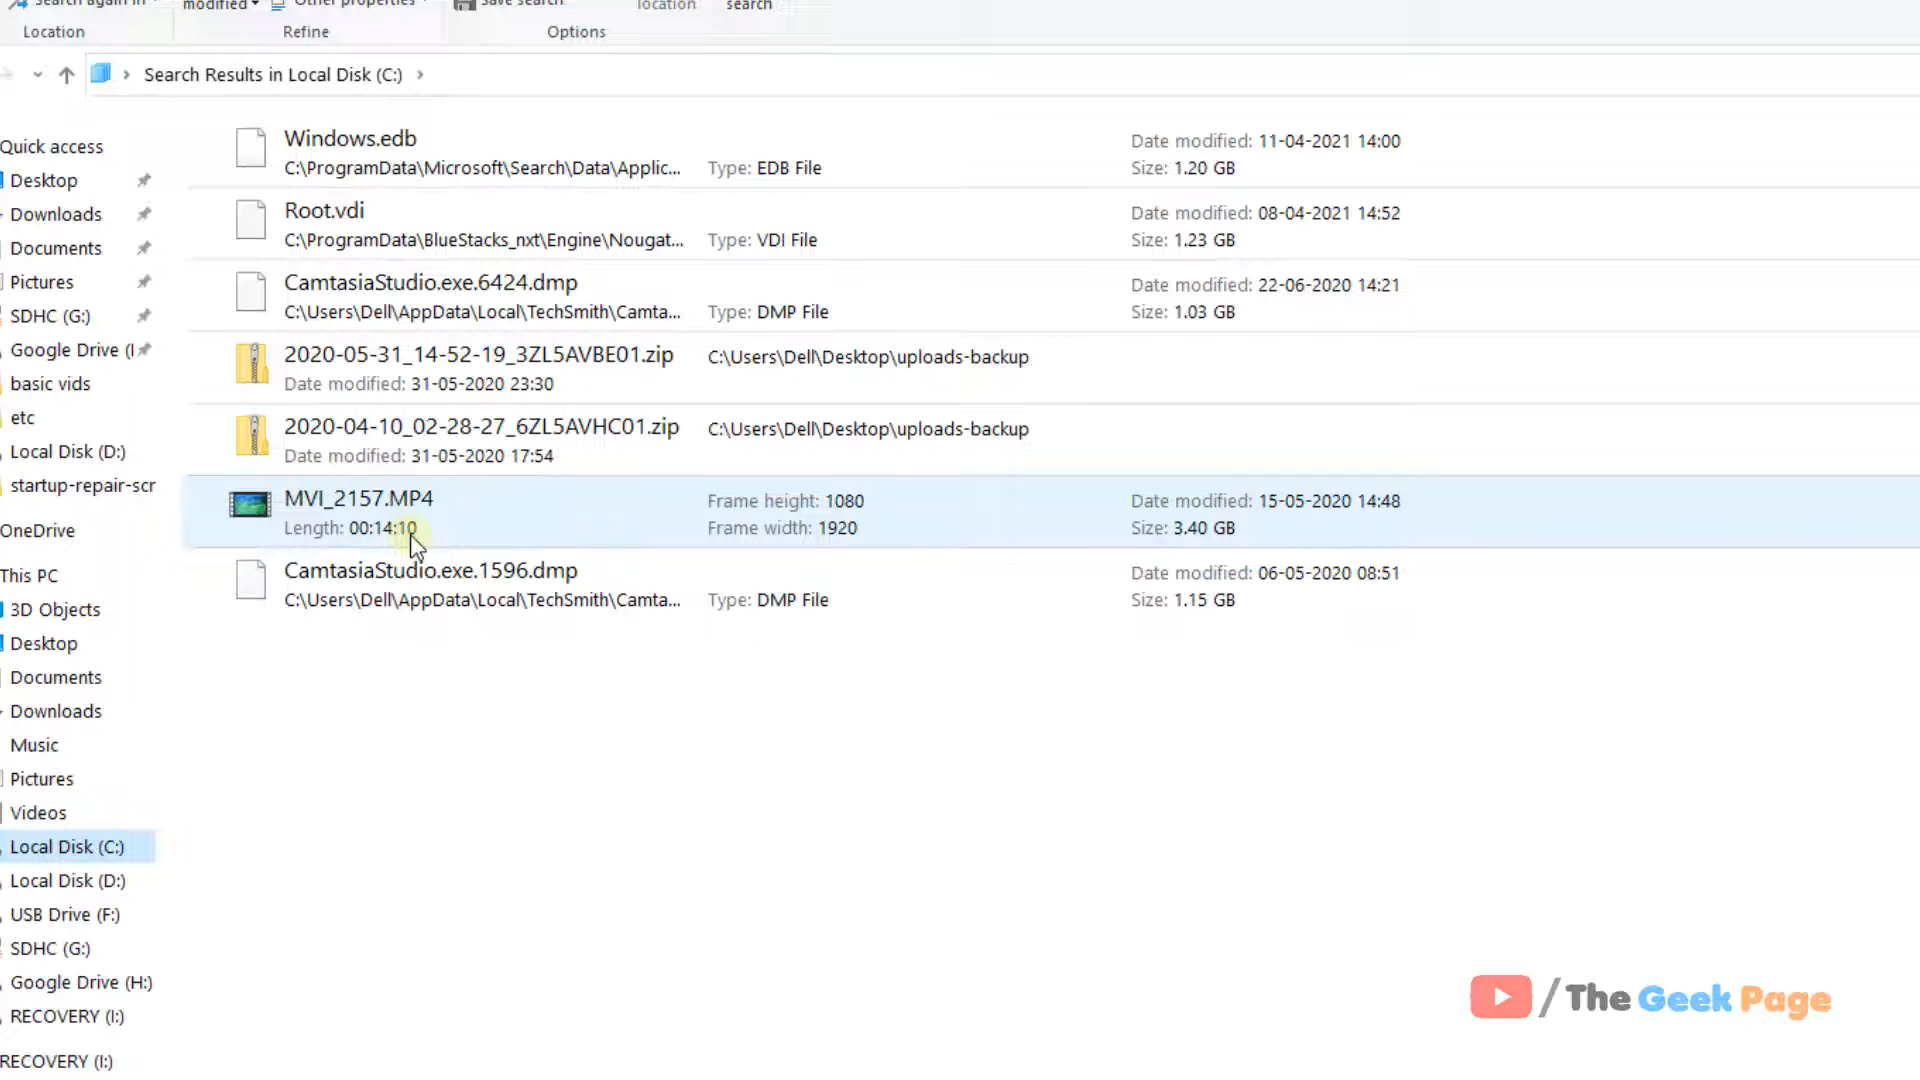 Search again in
modified
Other properties
Save search
location
search
Location
Refine
Options
Search Results in Local Disk (C:)
Quick access
Desktop
Downloads
Documents
Pictures
SDHC (G:)
Google Drive (
basic vids
etc
Local Disk (D:)
startup-repair-scr
OneDrive
This PC
3D Objects
Desktop
Documents
Downloads
Music
Pictures
Videos
Local Disk (C:)
Local Disk (D:)
USB Drive (F:)
SDHC (G:)
Google Drive (H:)
RECOVERY (I:)
RECOVERY (I:)
Windows.edb
Date modified: 11-04-2021 14:00
C:\ProgramData\Microsoft\Search\Data\Applic... Type: EDB File Size: 1.20 GB
Root.vdi
Date modified: 08-04-2021 14:52
C:\ProgramData\BlueStacks_nxt\Engine\Nougat... Type: VDI File Size: 1.23 GB
CamtasiaStudio.exe.6424.dmp
Date modified: 22-06-2020 14:21
C:\Users\Dell\AppData\Local\TechSmith\Camta... Type: DMP File Size: 1.03 GB
2020-05-31_14-52-19_3ZL5AVBE01.zip C:\Users\Dell\Desktop\uploads-backup
Date modified: 31-05-2020 23:30
2020-04-10_02-28-27_6ZL5AVHC01.zip C:\Users\Dell\Desktop\uploads-backup
Date modified: 31-05-2020 17:54
MVI_2157.MP4 Frame height: 1080 Date modified: 15-05-2020 14:48
Length: 00:14:10 Frame width: 1920 Size: 3.40 GB
CamtasiaStudio.exe.1596.dmp
Date modified: 06-05-2020 08:51
C:\Users\Dell\AppData\Local\TechSmith\Camta... Type: DMP File Size: 1.15 GB
/ The Geek Page